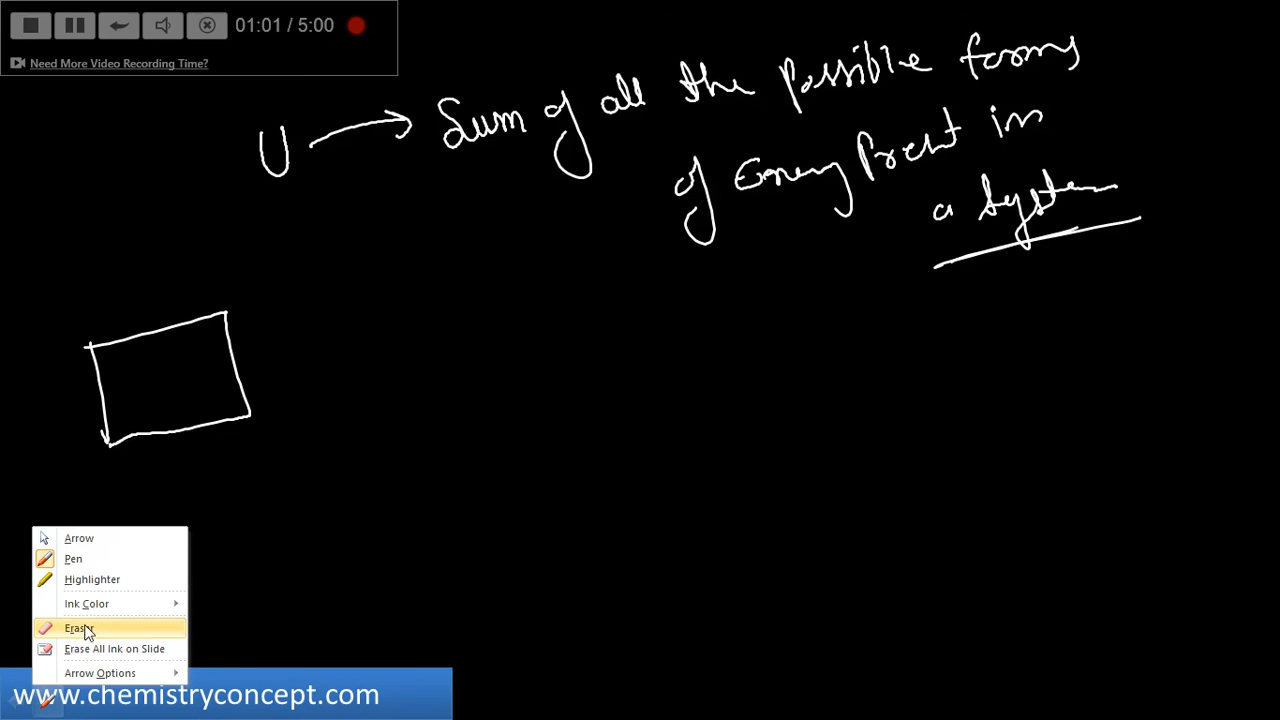 01:01 / 5:00
Need More Video Recording Time?
U → Sum of all the possible forms
of Energy Present in
a System
Arrow
Pen
Highlighter
Ink Color
Eraser
Erase All Ink on Slide
Arrow Options
www.chemistryconcept.com